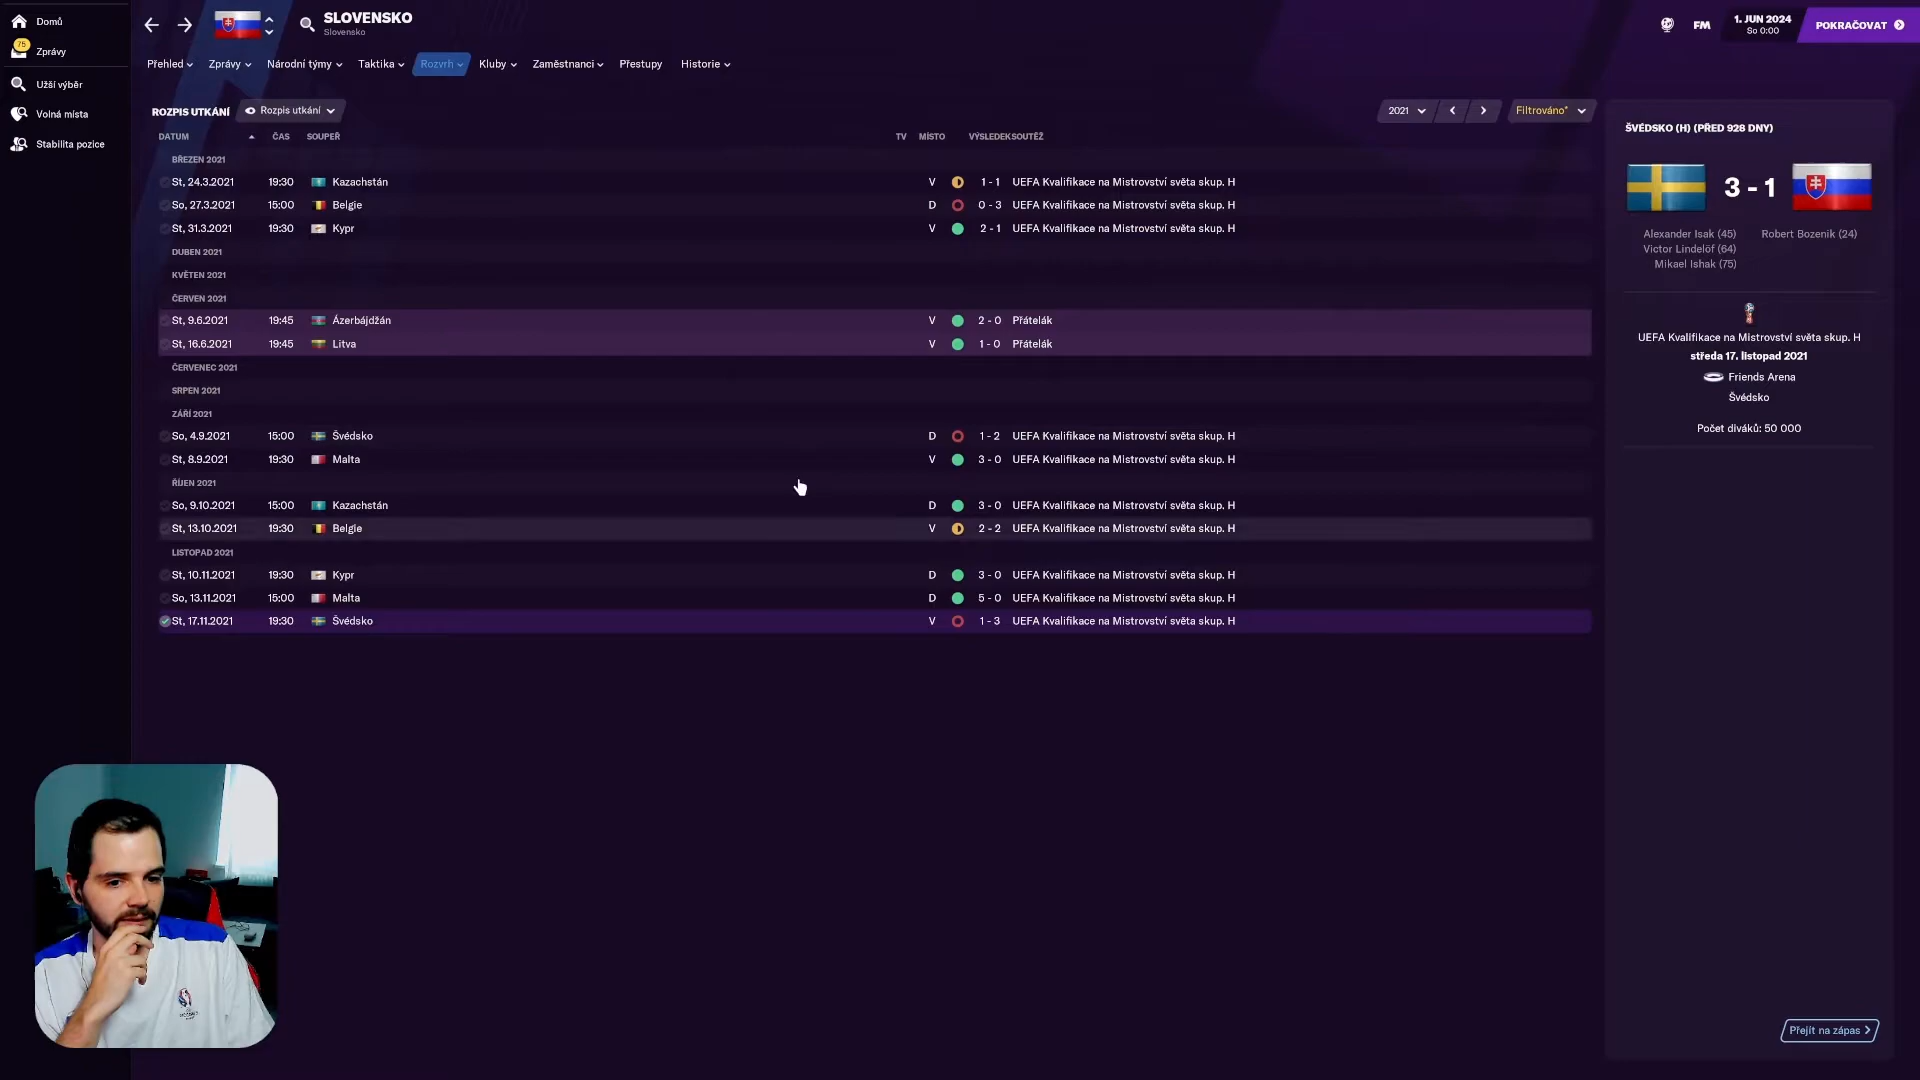 Domů
75
Zprávy
Užší výběr
Volná místa
Stabilita pozice
SLOVENSKO
Slovensko
FM
1. JUN 2024
So 0:00
POKRAČOVAT
Přehled Zprávy Národní týmy Taktika Rozvrh Kluby Zaměstnanci Přestupy Historie
ROZPIS UTKÁNÍ Rozpis utkání 2021 Filtrováno*
DATUM ČAS SOUPEŘ TV MÍSTO VÝSLEDEKSOUTĚŽ
BŘEZEN 2021
St, 24.3.2021 19:30 Kazachstán V 1 - 1 UEFA Kvalifikace na Mistrovství světa skup. H
So, 27.3.2021 15:00 Belgie D 0 - 3 UEFA Kvalifikace na Mistrovství světa skup. H
St, 31.3.2021 19:30 Kypr V 2 - 1 UEFA Kvalifikace na Mistrovství světa skup. H
DUBEN 2021
KVĚTEN 2021
ČERVEN 2021
St, 9.6.2021 19:45 Ázerbájdžán V 2 - 0 Přátelák
St, 16.6.2021 19:45 Litva V 1 - 0 Přátelák
ČERVENEC 2021
SRPEN 2021
ZÁŘÍ 2021
So, 4.9.2021 15:00 Švédsko D 1 - 2 UEFA Kvalifikace na Mistrovství světa skup. H
St, 8.9.2021 19:30 Malta V 3 - 0 UEFA Kvalifikace na Mistrovství světa skup. H
ŘÍJEN 2021
So, 9.10.2021 15:00 Kazachstán D 3 - 0 UEFA Kvalifikace na Mistrovství světa skup. H
St, 13.10.2021 19:30 Belgie V 2 - 2 UEFA Kvalifikace na Mistrovství světa skup. H
LISTOPAD 2021
St, 10.11.2021 19:30 Kypr D 3 - 0 UEFA Kvalifikace na Mistrovství světa skup. H
So, 13.11.2021 15:00 Malta D 5 - 0 UEFA Kvalifikace na Mistrovství světa skup. H
St, 17.11.2021 19:30 Švédsko V 1 - 3 UEFA Kvalifikace na Mistrovství světa skup. H
ŠVÉDSKO (H) (PŘED 928 DNY)
3 - 1
Alexander Isak (45) Robert Bozenik (24)
Victor Lindelöf (64)
Mikael Ishak (75)
UEFA Kvalifikace na Mistrovství světa skup. H
středa 17. listopad 2021
Friends Arena
Švédsko
Počet diváků: 50 000
Přejít na zápas